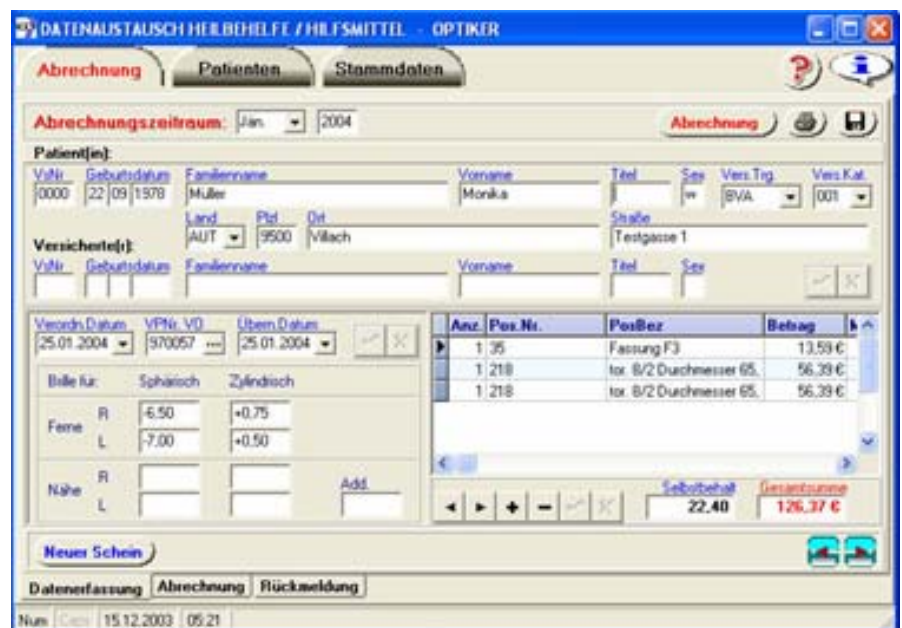 DATENAUSTAUSCH HEILBEHELFE / HILFSMITTEL - OPTIKER
Abrechnung Patienten Stammdaten ? i
Abrechnungszeitraum: Jän. 2004 Abrechnung
Patient(in):
VsNr. Geburtsdatum Familienname Vorname Titel Sex Vers.Trg. Vers.Kat.
0000 22 09 1978 Müller Monika w BVA 001
Land Plzl Ort Straße
AUT 9500 Villach Testgasse 1
Versicherte(r):
VsNr. Geburtsdatum Familienname Vorname Titel Sex
Verordn.Datum VPNr. VO Übern.Datum
25.01.2004 970057 ... 25.01.2004
Anz. Pos.Nr. PosBez Betrag
1 35 Fassung F3 13,59 €
1 218 tor. 8/2 Durchmesser 65, 56,39 €
1 218 tor. 8/2 Durchmesser 65, 56,39 €
Brille für: Sphärisch Zylindrisch
Ferne R -6.50 +0.75
L -7.00 +0.50
Nähe R Add.
L
Selbstbehalt Gesamtsumme
22,40 126,37 €
Neuer Schein
Datenerfassung Abrechnung Rückmeldung
Num Caps 15.12.2003 05:21